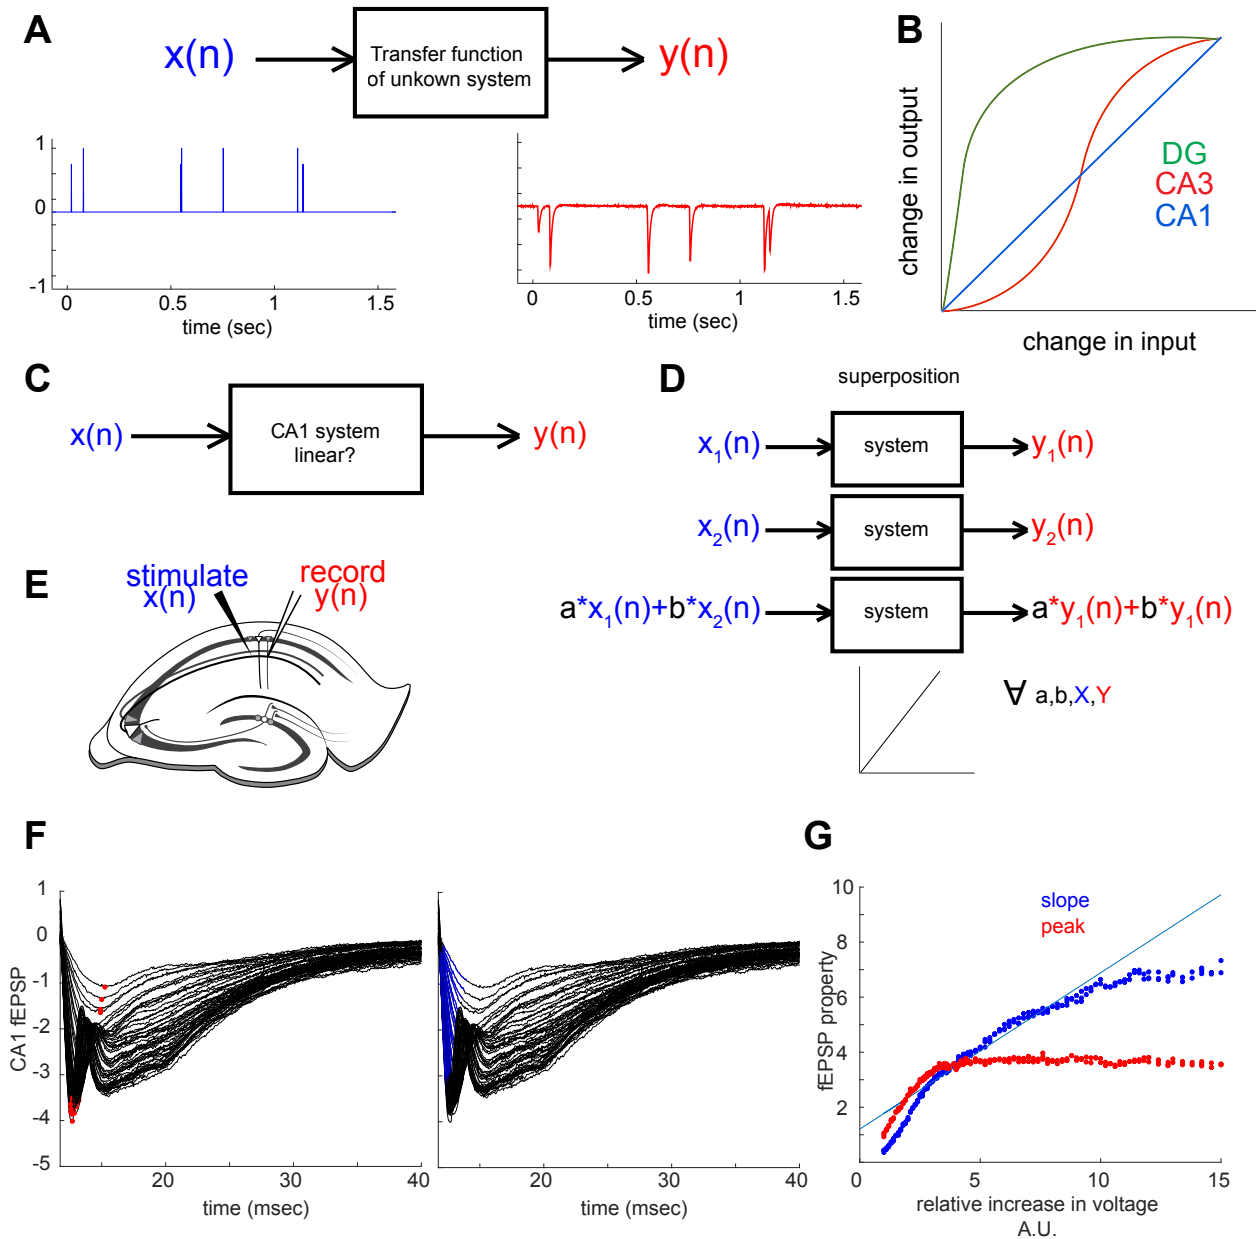 A
x(n)
Transfer function
of unkown system
y(n)
1
0
-1
0
0.5
1
1.5
time (sec)
0
0.5
1
1.5
time (sec)
B
change in output
DG
CA3
CA1
change in input
C
x(n)
CA1 system
linear?
y(n)
D
superposition
x1(n)
system
y1(n)
x2(n)
system
y2(n)
a*x1(n)+b*x2(n)
system
a*y1(n)+b*y1(n)
∀ a,b,X,Y
E
stimulate
x(n)
record
y(n)
F
CA1 fEPSP
1
0
-1
-2
-3
-4
-5
20
30
40
time (msec)
20
30
40
time (msec)
G
fEPSP property
10
8
6
4
2
slope
peak
0
5
10
15
relative increase in voltage
A.U.